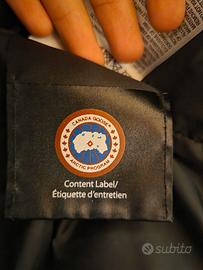 CANADA GOOSE
ARCTIC PROGRAM
Content Label/
Étiquette d'entretien
subito